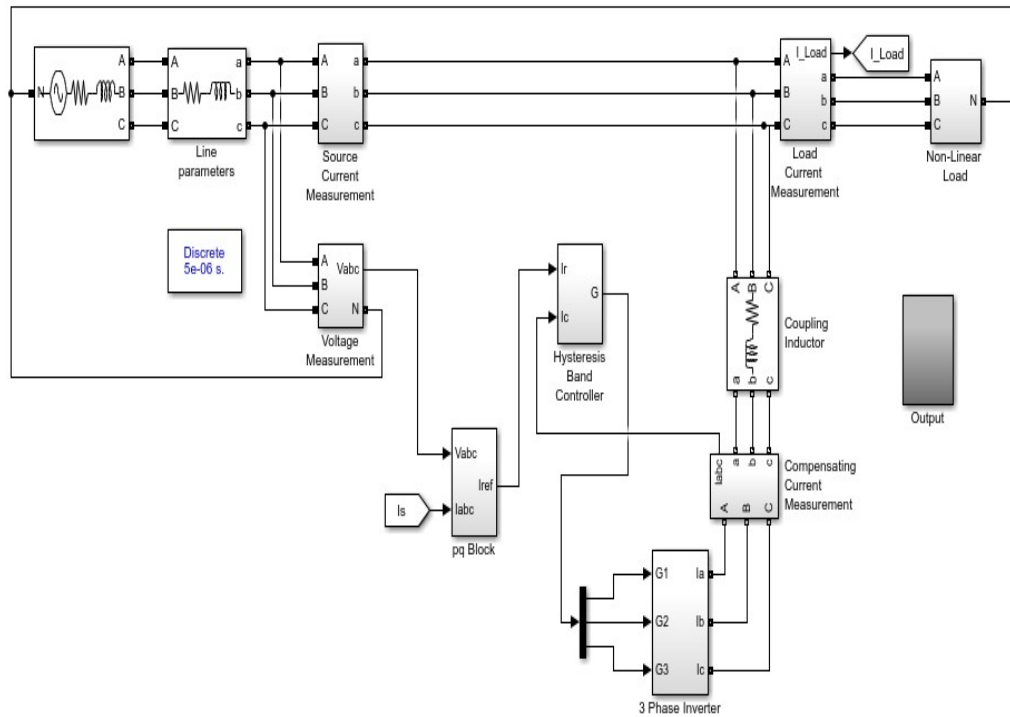 N
A
B
C
A
B
C
a
b
c
Line
parameters
A
B
C
a
b
c
Source
Current
Measurement
I_Load
A
B
C
a
b
c
Load
Current
Measurement
I_Load
A
B
C
N
Non-Linear
Load
Discrete
5e-06 s.
A
B
C
Vabc
N
Voltage
Measurement
Ir
Ic
G
Hysteresis
Band
Controller
A
B
C
a
b
c
Coupling
Inductor
Output
Vabc
Iabc
Iref
pq Block
Is
Iabc
a
b
c
A
B
C
Compensating
Current
Measurement
G1
G2
G3
Ia
Ib
Ic
3 Phase Inverter